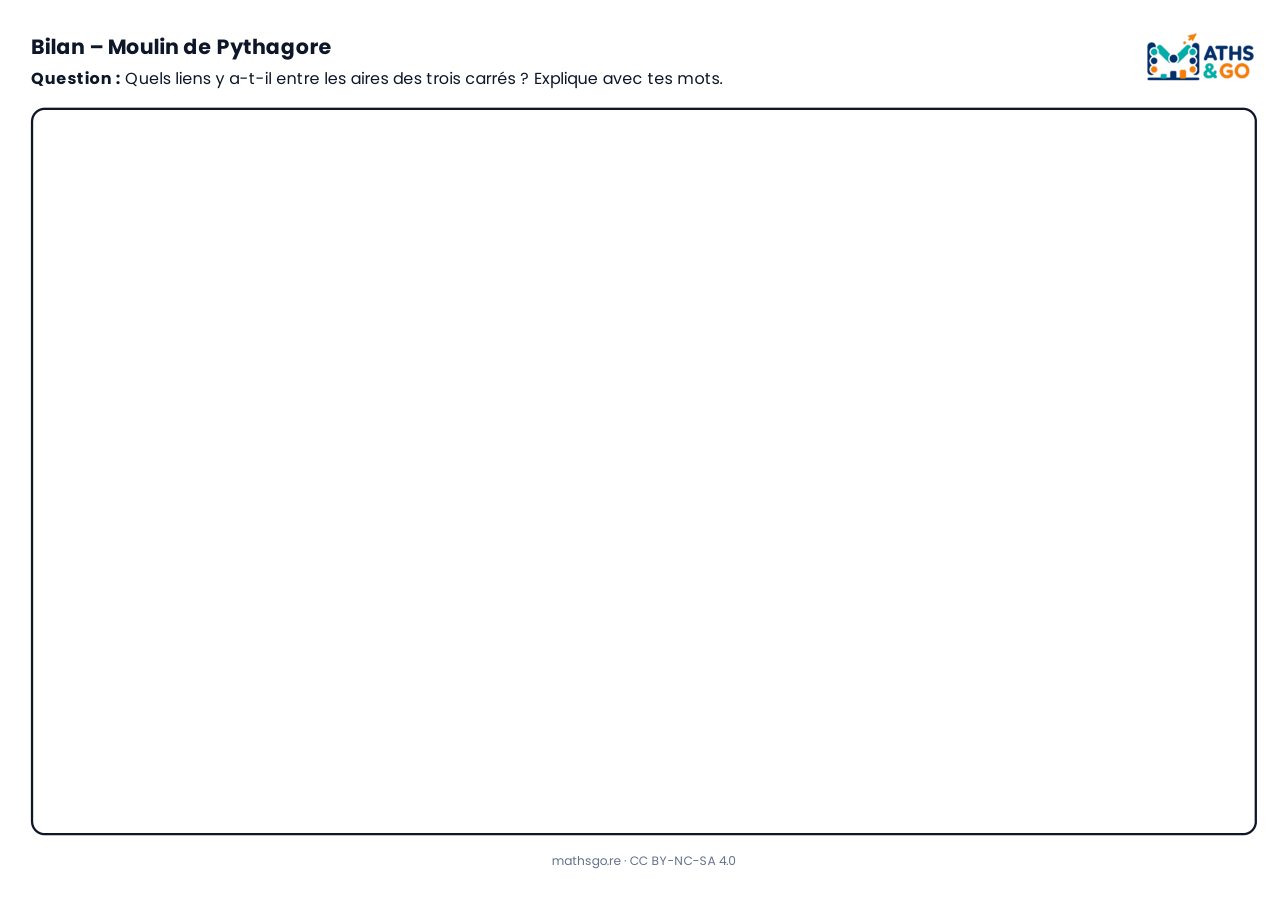 Bilan – Moulin de Pythagore
Question : Quels liens y a-t-il entre les aires des trois carrés ? Explique avec tes mots.
ATHS
&GO
mathsgo.re · CC BY-NC-SA 4.0